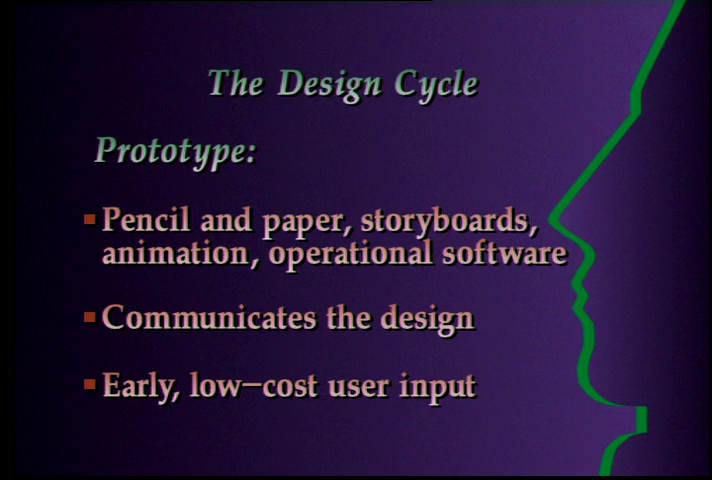 The Design Cycle
Prototype:
Pencil and paper, storyboards,
animation, operational software
Communicates the design
Early, low-cost user input